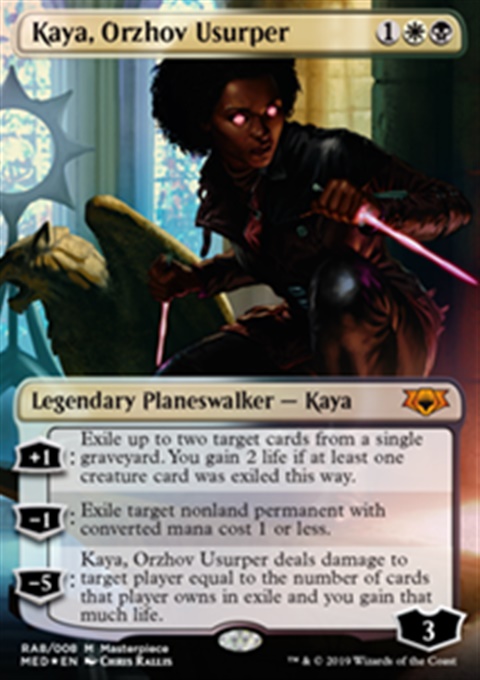 Kaya, Orzhov Usurper 1
Legendary Planeswalker — Kaya
+1: Exile up to two target cards from a single
graveyard. You gain 2 life if at least one
creature card was exiled this way.
-1: Exile target nonland permanent with
converted mana cost 1 or less.
Kaya, Orzhov Usurper deals damage to
-5: target player equal to the number of cards
that player owns in exile and you gain that
much life.
3
RA8/008 M Masterpiece
MED★EN Chris Rallis ™ & © 2019 Wizards of the Coast